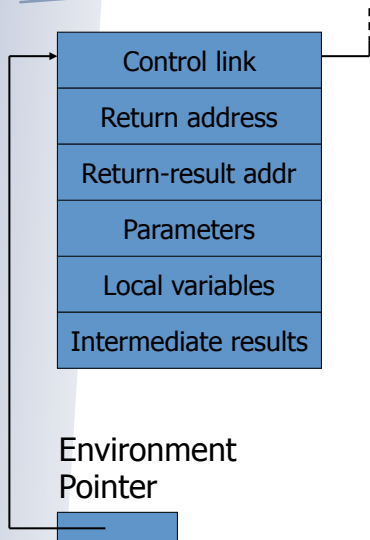 Control link
Return address
Return-result addr
Parameters
Local variables
Intermediate results
Environment
Pointer